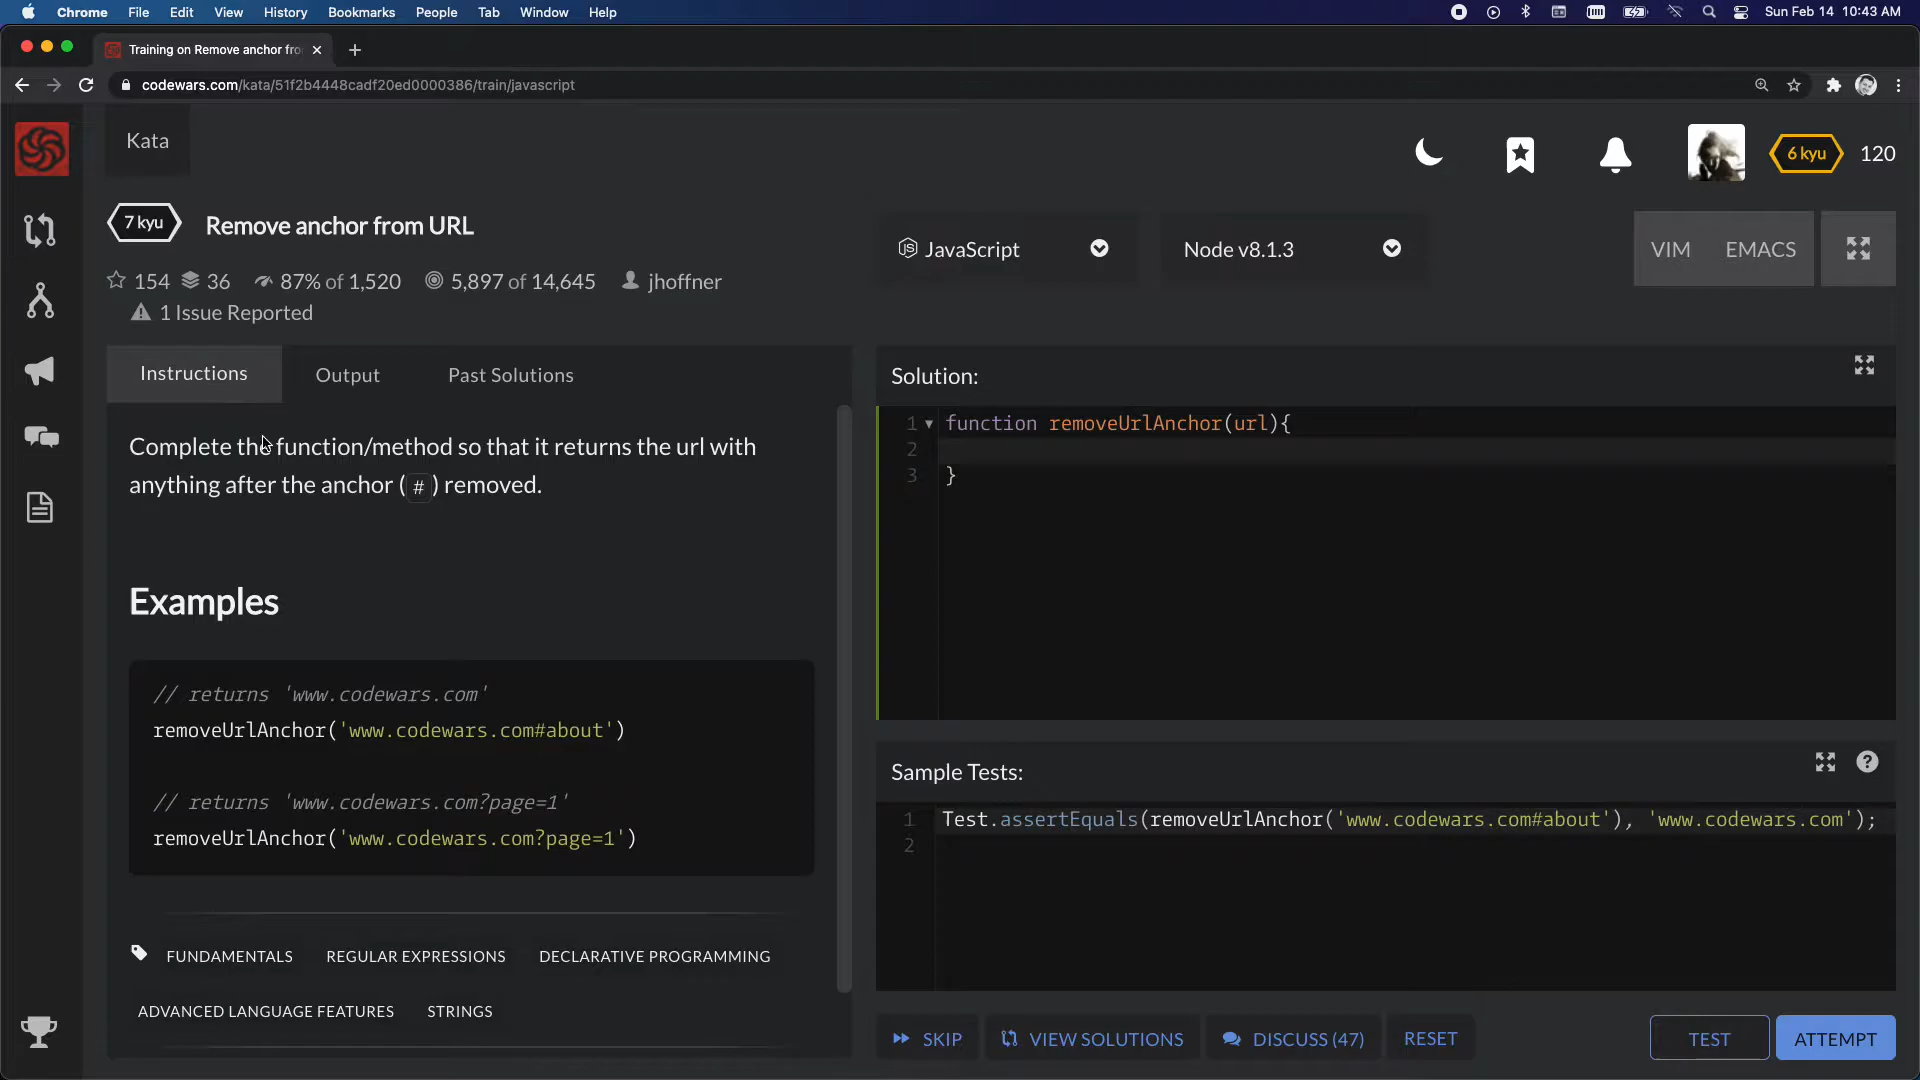 Chrome File Edit View History Bookmarks People Tab Window Help
Sun Feb 14 10:43 AM
Training on Remove anchor fro
codewars.com/kata/51f2b4448cadf20ed0000386/train/javascript
Kata
6 kyu 120
7 kyu Remove anchor from URL
154 36 87% of 1,520 5,897 of 14,645 jhoffner
1 Issue Reported
JavaScript
Node v8.1.3
VIM EMACS
Instructions Output Past Solutions
Complete the function/method so that it returns the url with
anything after the anchor ( # ) removed.
Examples
// returns 'www.codewars.com'
removeUrlAnchor('www.codewars.com#about')
// returns 'www.codewars.com?page=1'
removeUrlAnchor('www.codewars.com?page=1')
FUNDAMENTALS REGULAR EXPRESSIONS DECLARATIVE PROGRAMMING
ADVANCED LANGUAGE FEATURES STRINGS
Solution:
1 function removeUrlAnchor(url){
2
3 }
Sample Tests:
1 Test.assertEquals(removeUrlAnchor('www.codewars.com#about'), 'www.codewars.com');
2
SKIP VIEW SOLUTIONS DISCUSS (47) RESET TEST ATTEMPT